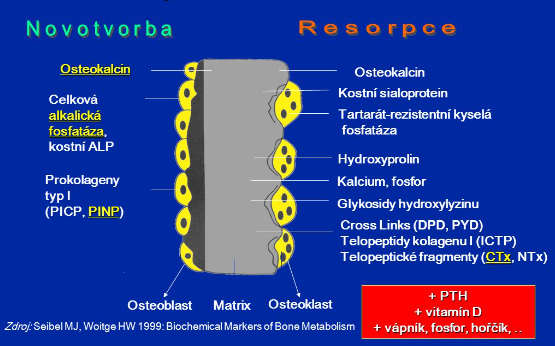 Novotvorba
Resorpce
Osteokalcin
Celková
alkalická
fosfatáza,
kostní ALP
Prokolageny
typ I
(PICP, PINP)
Osteokalcin
Kostní sialoprotein
Tartarát-rezistentní kyselá
fosfatáza
Hydroxyprolin
Kalcium, fosfor
Glykosidy hydroxylyzinu
Cross Links (DPD, PYD)
Telopeptidy kolagenu I (ICTP)
Telopeptické fragmenty (CTx, NTx)
Osteoblast
Matrix
Osteoklast
+ PTH
+ vitamín D
+ vápník, fosfor, hořčík, ..
Zdroj: Seibel MJ, Woitge HW 1999: Biochemical Markers of Bone Metabolism